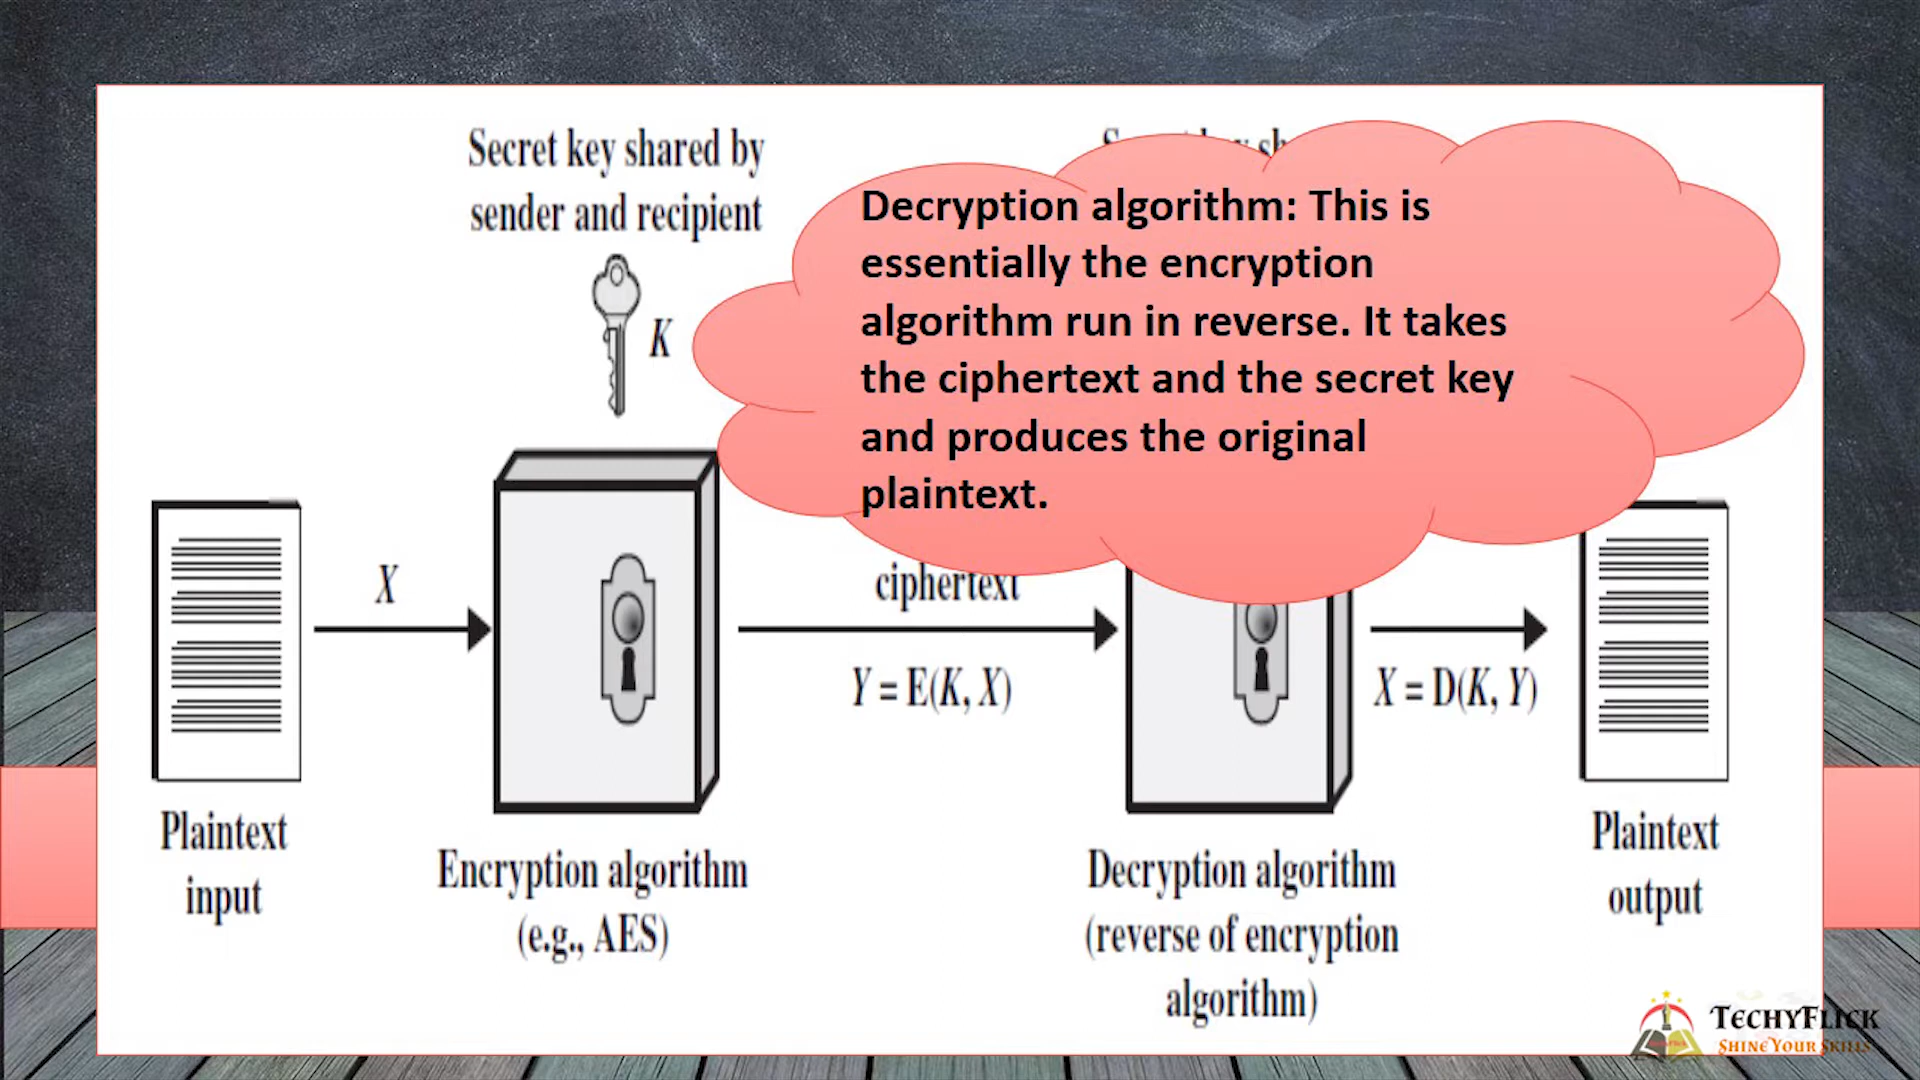 Secret key shared by
sender and recipient
K
Decryption algorithm: This is
essentially the encryption
algorithm run in reverse. It takes
the ciphertext and the secret key
and produces the original
plaintext.
X
ciphertext
Y = E(K, X)
X = D(K, Y)
Plaintext
input
Encryption algorithm
(e.g., AES)
Decryption algorithm
(reverse of encryption
algorithm)
Plaintext
output
TECHYFLICK
SHINE YOUR SKILLS